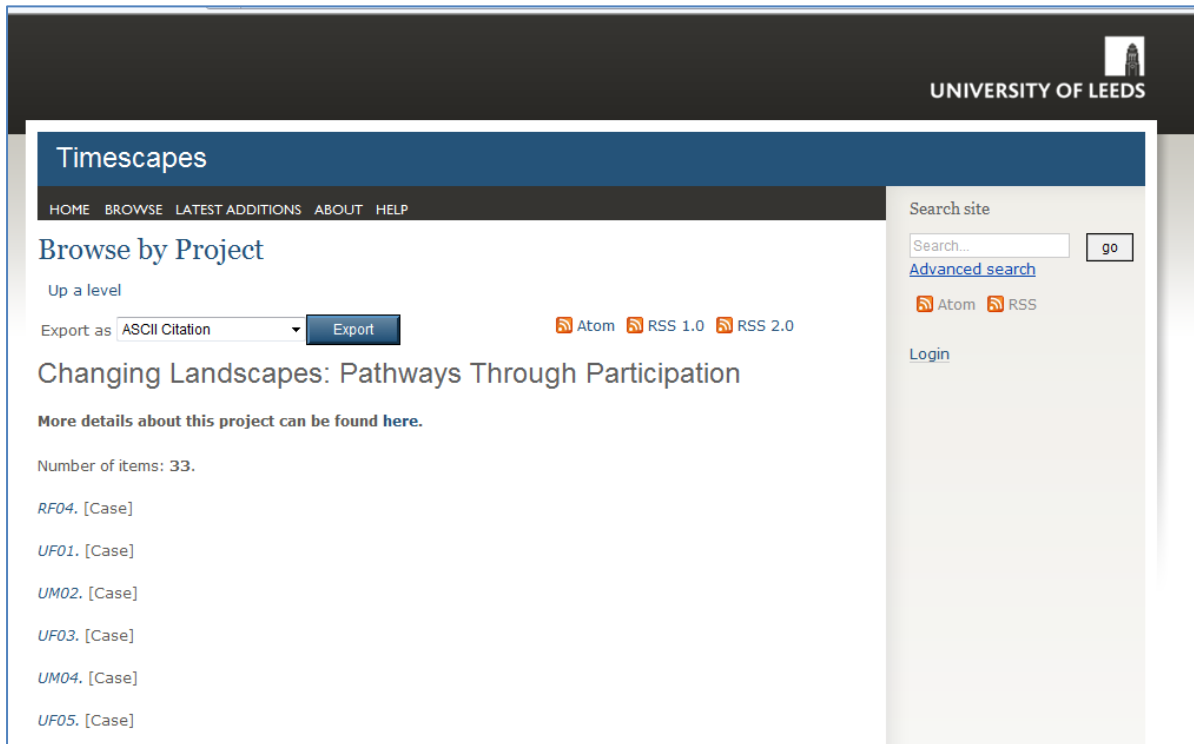 UNIVERSITY OF LEEDS
Timescapes
HOME BROWSE LATEST ADDITIONS ABOUT HELP
Browse by Project
Up a level
Export as ASCII Citation Export
Atom RSS 1.0 RSS 2.0
Changing Landscapes: Pathways Through Participation
More details about this project can be found here.
Number of items: 33.
RF04. [Case]
UF01. [Case]
UM02. [Case]
UF03. [Case]
UM04. [Case]
UF05. [Case]
Search site
Search... go
Advanced search
Atom RSS
Login